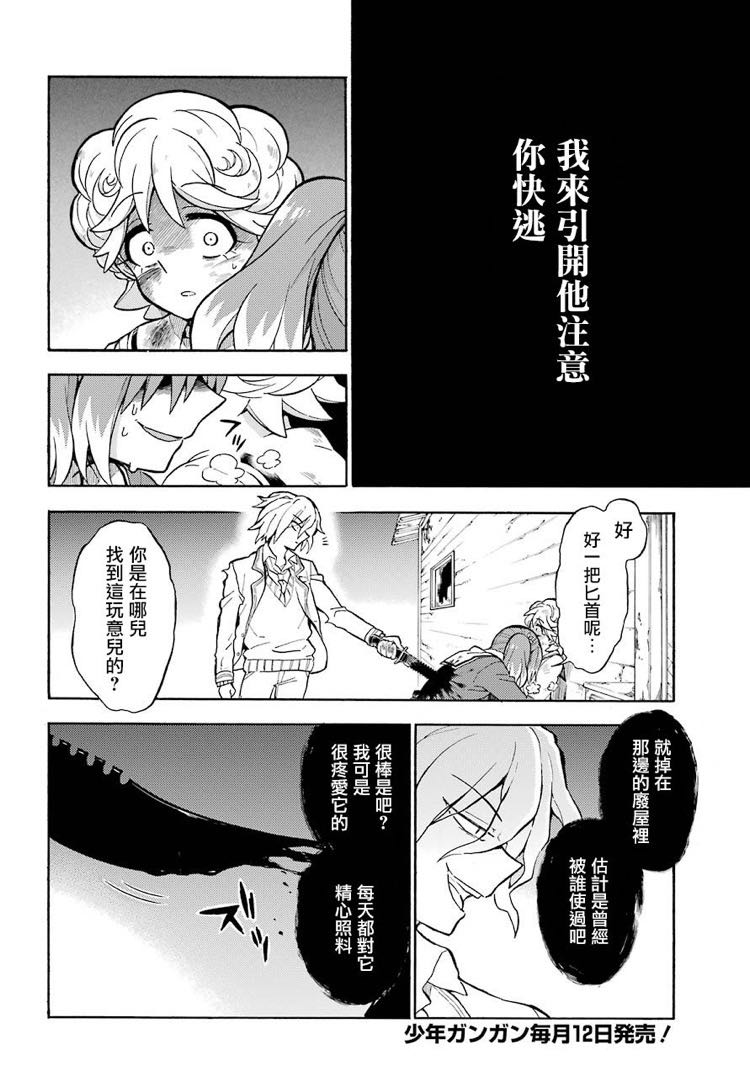 我來引開他注意
你快逃
好
好一把匕首呢…
你是在哪兒
找到這玩意兒的？
就掉在
那邊的廢屋裡
估計是曾經
被誰使過吧
很棒是吧？
我可是
很疼愛它的
每天都對它
精心照料
少年ガンガン毎月12日発売！